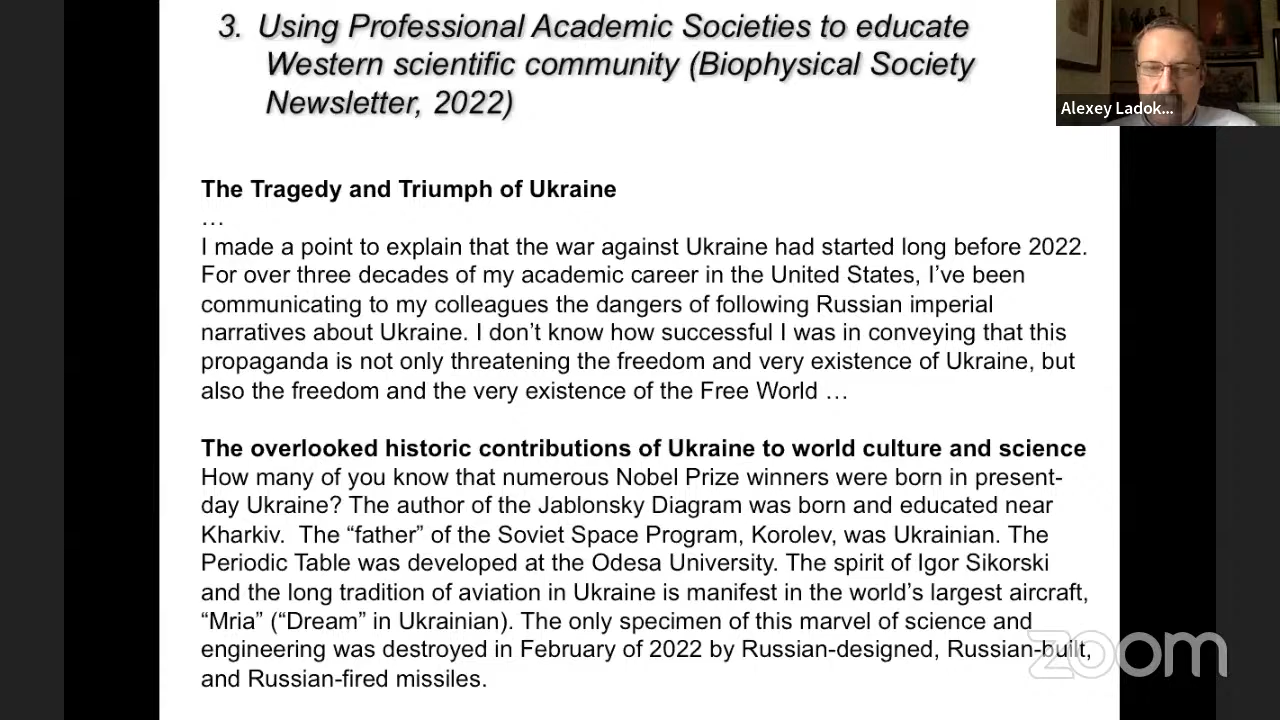 3. Using Professional Academic Societies to educate
Western scientific community (Biophysical Society
Newsletter, 2022)
Alexey Ladok...
The Tragedy and Triumph of Ukraine
…
I made a point to explain that the war against Ukraine had started long before 2022.
For over three decades of my academic career in the United States, I’ve been
communicating to my colleagues the dangers of following Russian imperial
narratives about Ukraine. I don’t know how successful I was in conveying that this
propaganda is not only threatening the freedom and very existence of Ukraine, but
also the freedom and the very existence of the Free World …
The overlooked historic contributions of Ukraine to world culture and science
How many of you know that numerous Nobel Prize winners were born in present-
day Ukraine? The author of the Jablonsky Diagram was born and educated near
Kharkiv.  The “father” of the Soviet Space Program, Korolev, was Ukrainian. The
Periodic Table was developed at the Odesa University. The spirit of Igor Sikorski
and the long tradition of aviation in Ukraine is manifest in the world’s largest aircraft,
“Mria” (“Dream” in Ukrainian). The only specimen of this marvel of science and
engineering was destroyed in February of 2022 by Russian-designed, Russian-built,
and Russian-fired missiles.
zoom